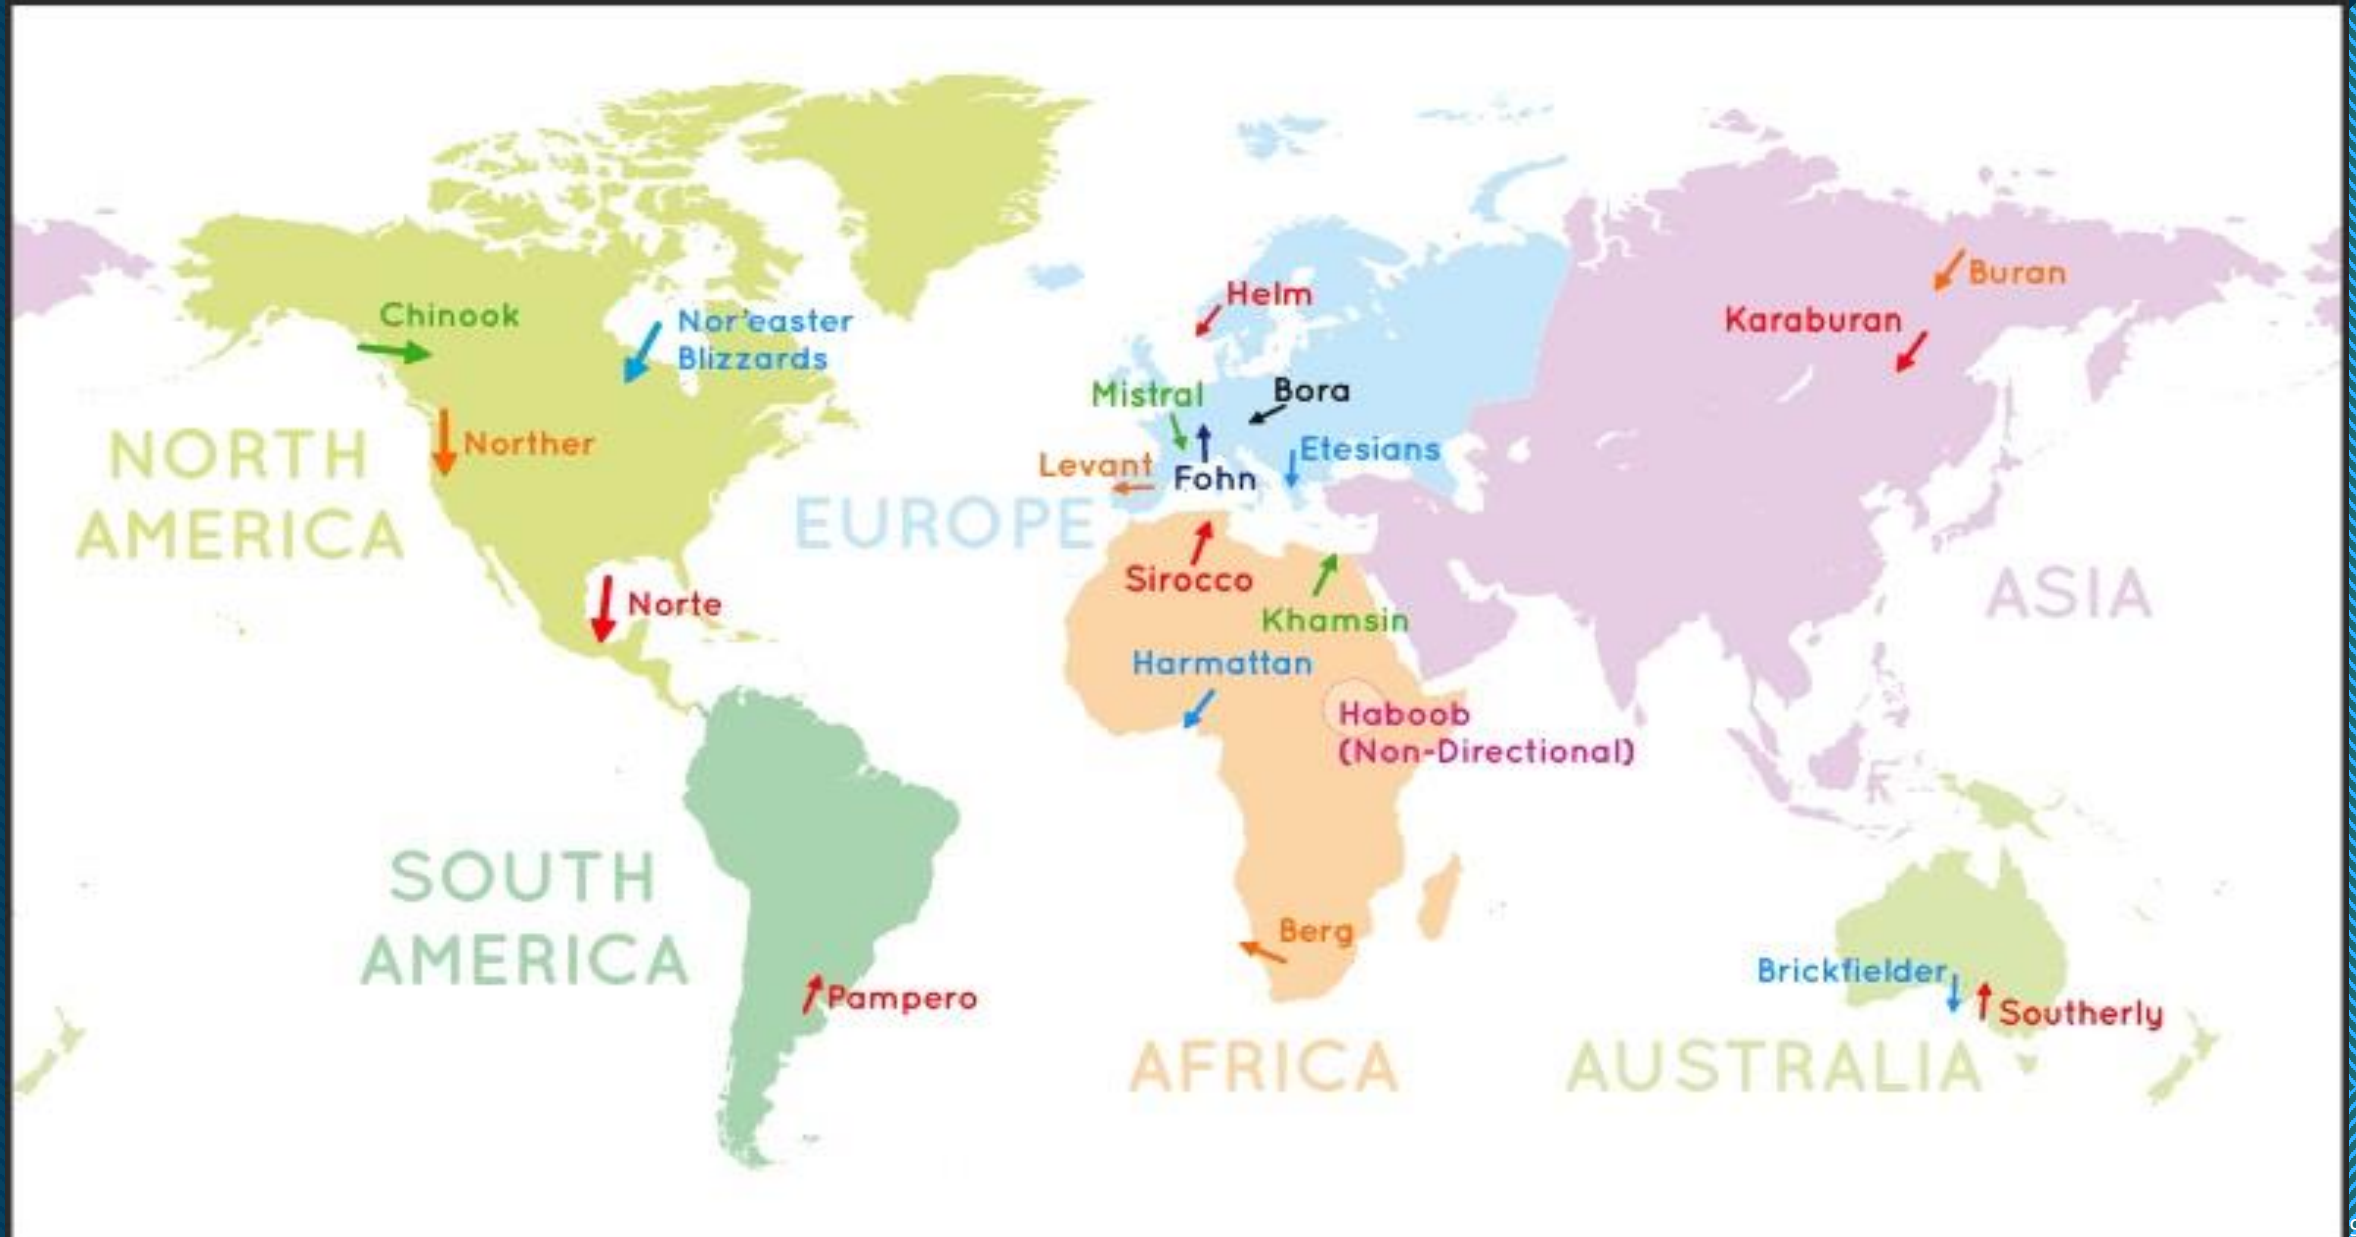 Chinook
Nor'easter
Blizzards
Norther
NORTH
AMERICA
Norte
Helm
Mistral
Bora
Levant
Fohn
Etesians
EUROPE
Sirocco
Khamsin
Harmattan
Haboob
(Non-Directional)
Buran
Karaburan
ASIA
SOUTH
AMERICA
Pampero
Berg
AFRICA
Brickfielder
Southerly
AUSTRALIA